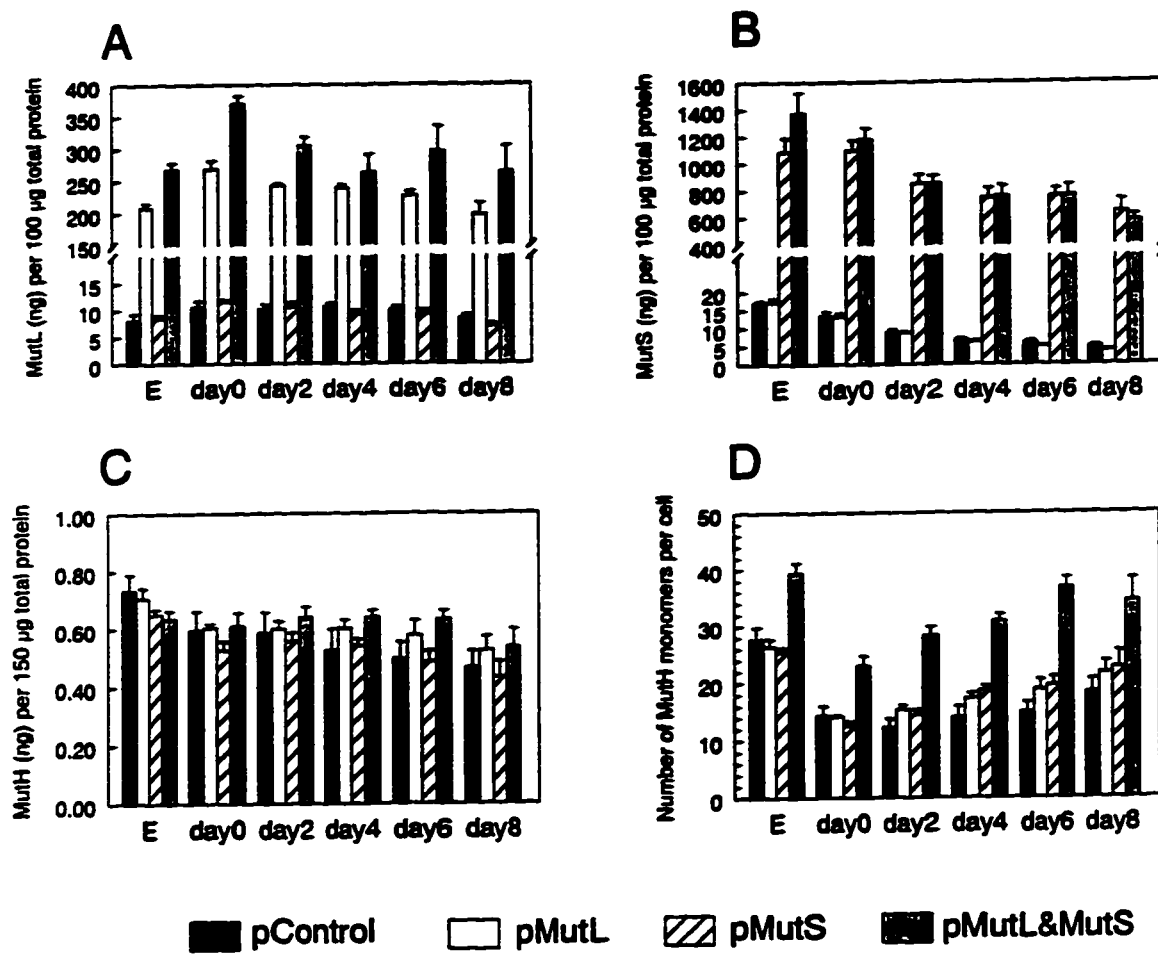 A
MutL (ng) per 100 µg total protein
400
350
300
250
200
150
15
10
5
0
E day0 day2 day4 day6 day8
B
MutS (ng) per 100 µg total protein
1600
1400
1200
1000
800
600
400
20
15
10
5
0
E day0 day2 day4 day6 day8
C
MutH (ng) per 150 µg total protein
1.00
0.80
0.60
0.40
0.20
0.00
E day0 day2 day4 day6 day8
D
Number of MutH monomers per cell
50
40
30
20
10
0
E day0 day2 day4 day6 day8
pControl pMutL pMutS pMutL&MutS